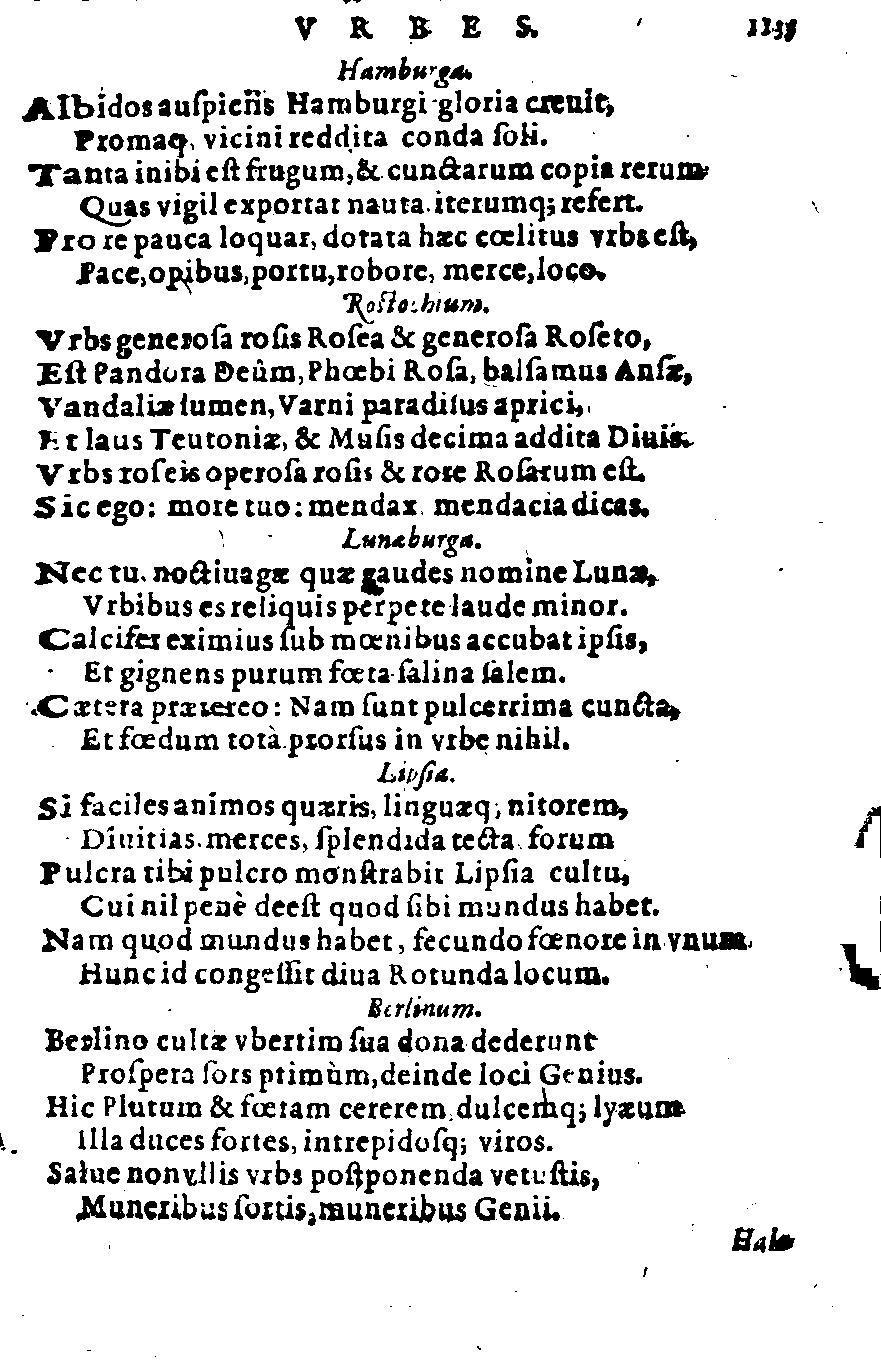 VRBES. 1155
Hamburga.
Albidos auſpiciis Hamburgi gloria creuit,
Promaq, vicini reddita conda ſoli.
Tanta inibi eſt frugum, & cunctarum copia rerum
Quas vigil exportat nauta iterumq; refert.
Pro re pauca loquar, dotata hæc cœlitus vrbs eſt,
Pace, opibus, portu, robore, merce, loco.
Roſtochium.
Vrbs generoſa roſis Roſea & generoſa Roſeto,
Eſt Pandora Deûm, Phœbi Roſa, balſamus Anſæ,
Vandaliæ lumen, Varni paradiſus aprici,
Et laus Teutoniæ, & Muſis decima addita Diuis.
Vrbs roſeis operoſa roſis & rore Roſarum eſt.
Sic ego: more tuo: mendax mendacia dicas.
Lunæburga.
Nec tu, noctiuagæ quæ gaudes nomine Lunæ,
Vrbibus es reliquis perpete laude minor.
Calcifer eximius ſub mœnibus accubat ipſis,
Et gignens purum fœta ſalina ſalem.
Cætera prætereo: Nam ſunt pulcerrima cuncta,
Et fœdum totà prorſus in vrbe nihil.
Lipſia.
Si faciles animos quæris, linguæq; nitorem,
Diuitias, merces, ſplendida tecta, forum
Pulcra tibi pulcro monſtrabit Lipſia cultu,
Cui nil penè deeſt quod ſibi mundus habet.
Nam quod mundus habet, fecundo fœnore in vnum
Hunc id congeſſit diua Rotunda locum.
Berlinum.
Berlino cultæ vbertim ſua dona dederunt
Proſpera ſors primùm, deinde loci Genius.
Hic Plutum & fœtam cererem, dulcemq; lyæum
Illa duces fortes, intrepidoſq; viros.
Salue non vllis vrbs poſtponenda vetuſtis,
Muneribus ſortis, muneribus Genii.
Hale